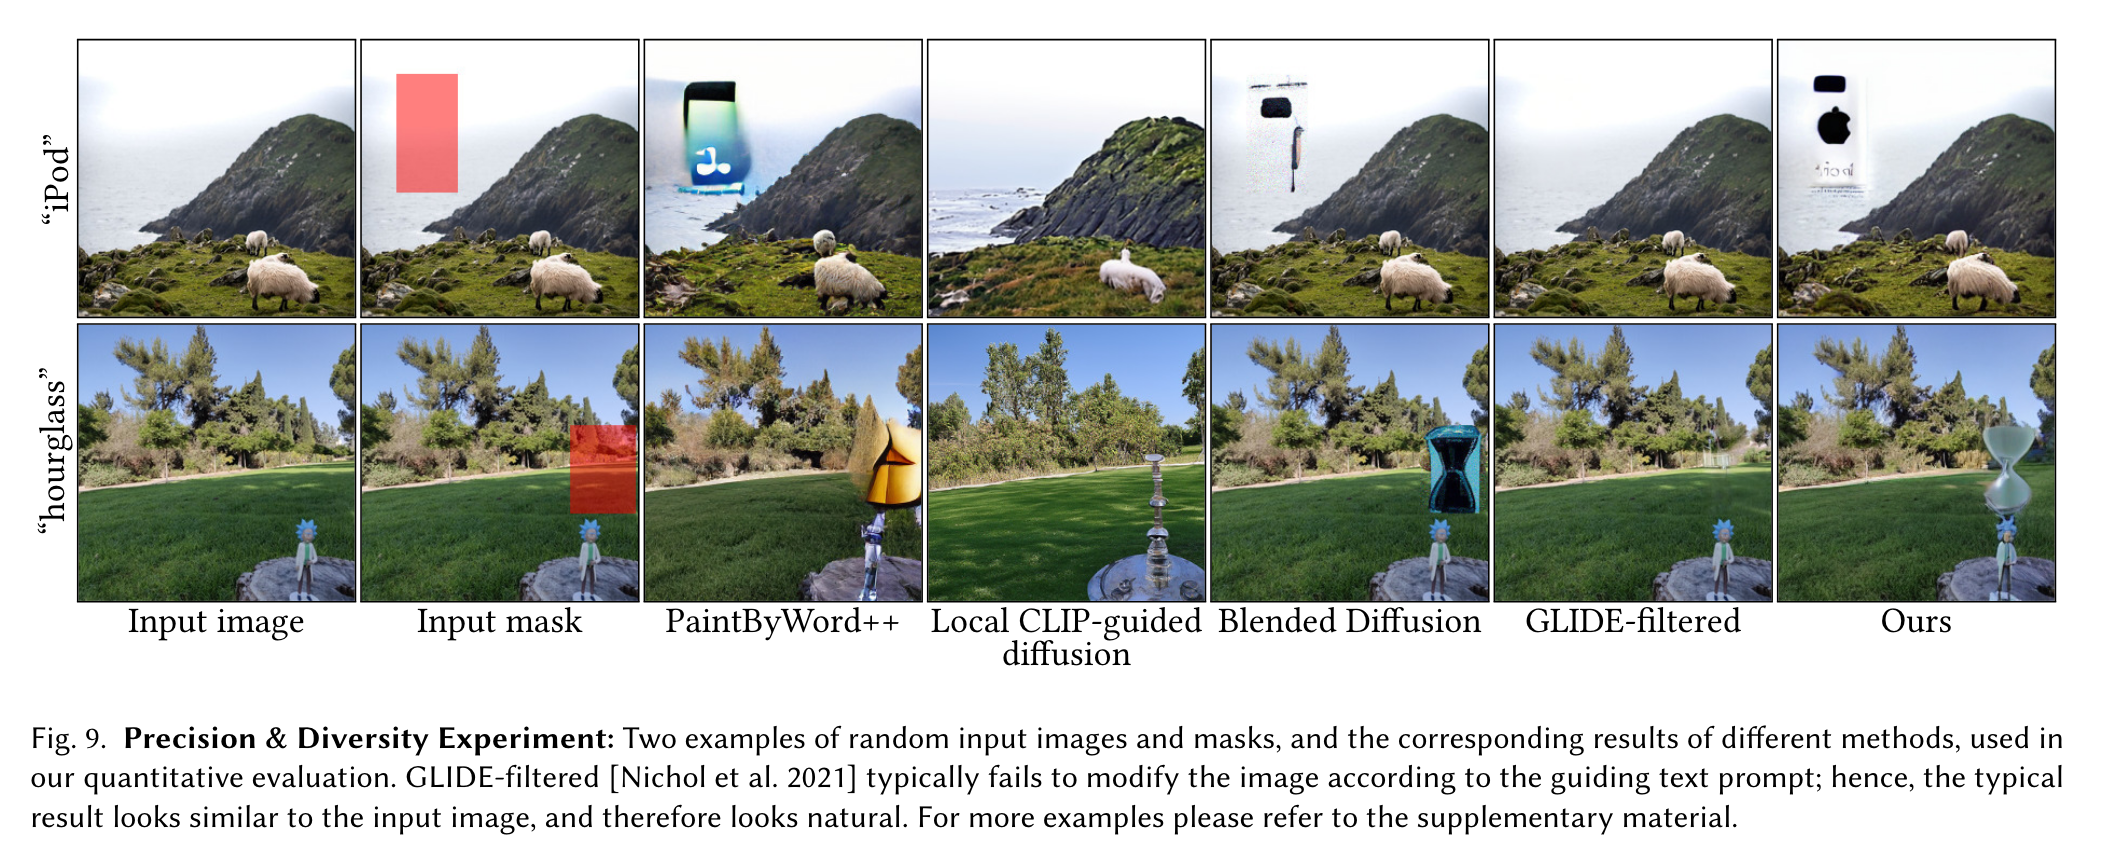 “iPod”
“hourglass”
Input image
Input mask
PaintByWord++
Local CLIP-guided
diffusion
Blended Diffusion
GLIDE-filtered
Ours
Fig. 9. Precision & Diversity Experiment: Two examples of random input images and masks, and the corresponding results of different methods, used in
our quantitative evaluation. GLIDE-filtered [Nichol et al. 2021] typically fails to modify the image according to the guiding text prompt; hence, the typical
result looks similar to the input image, and therefore looks natural. For more examples please refer to the supplementary material.